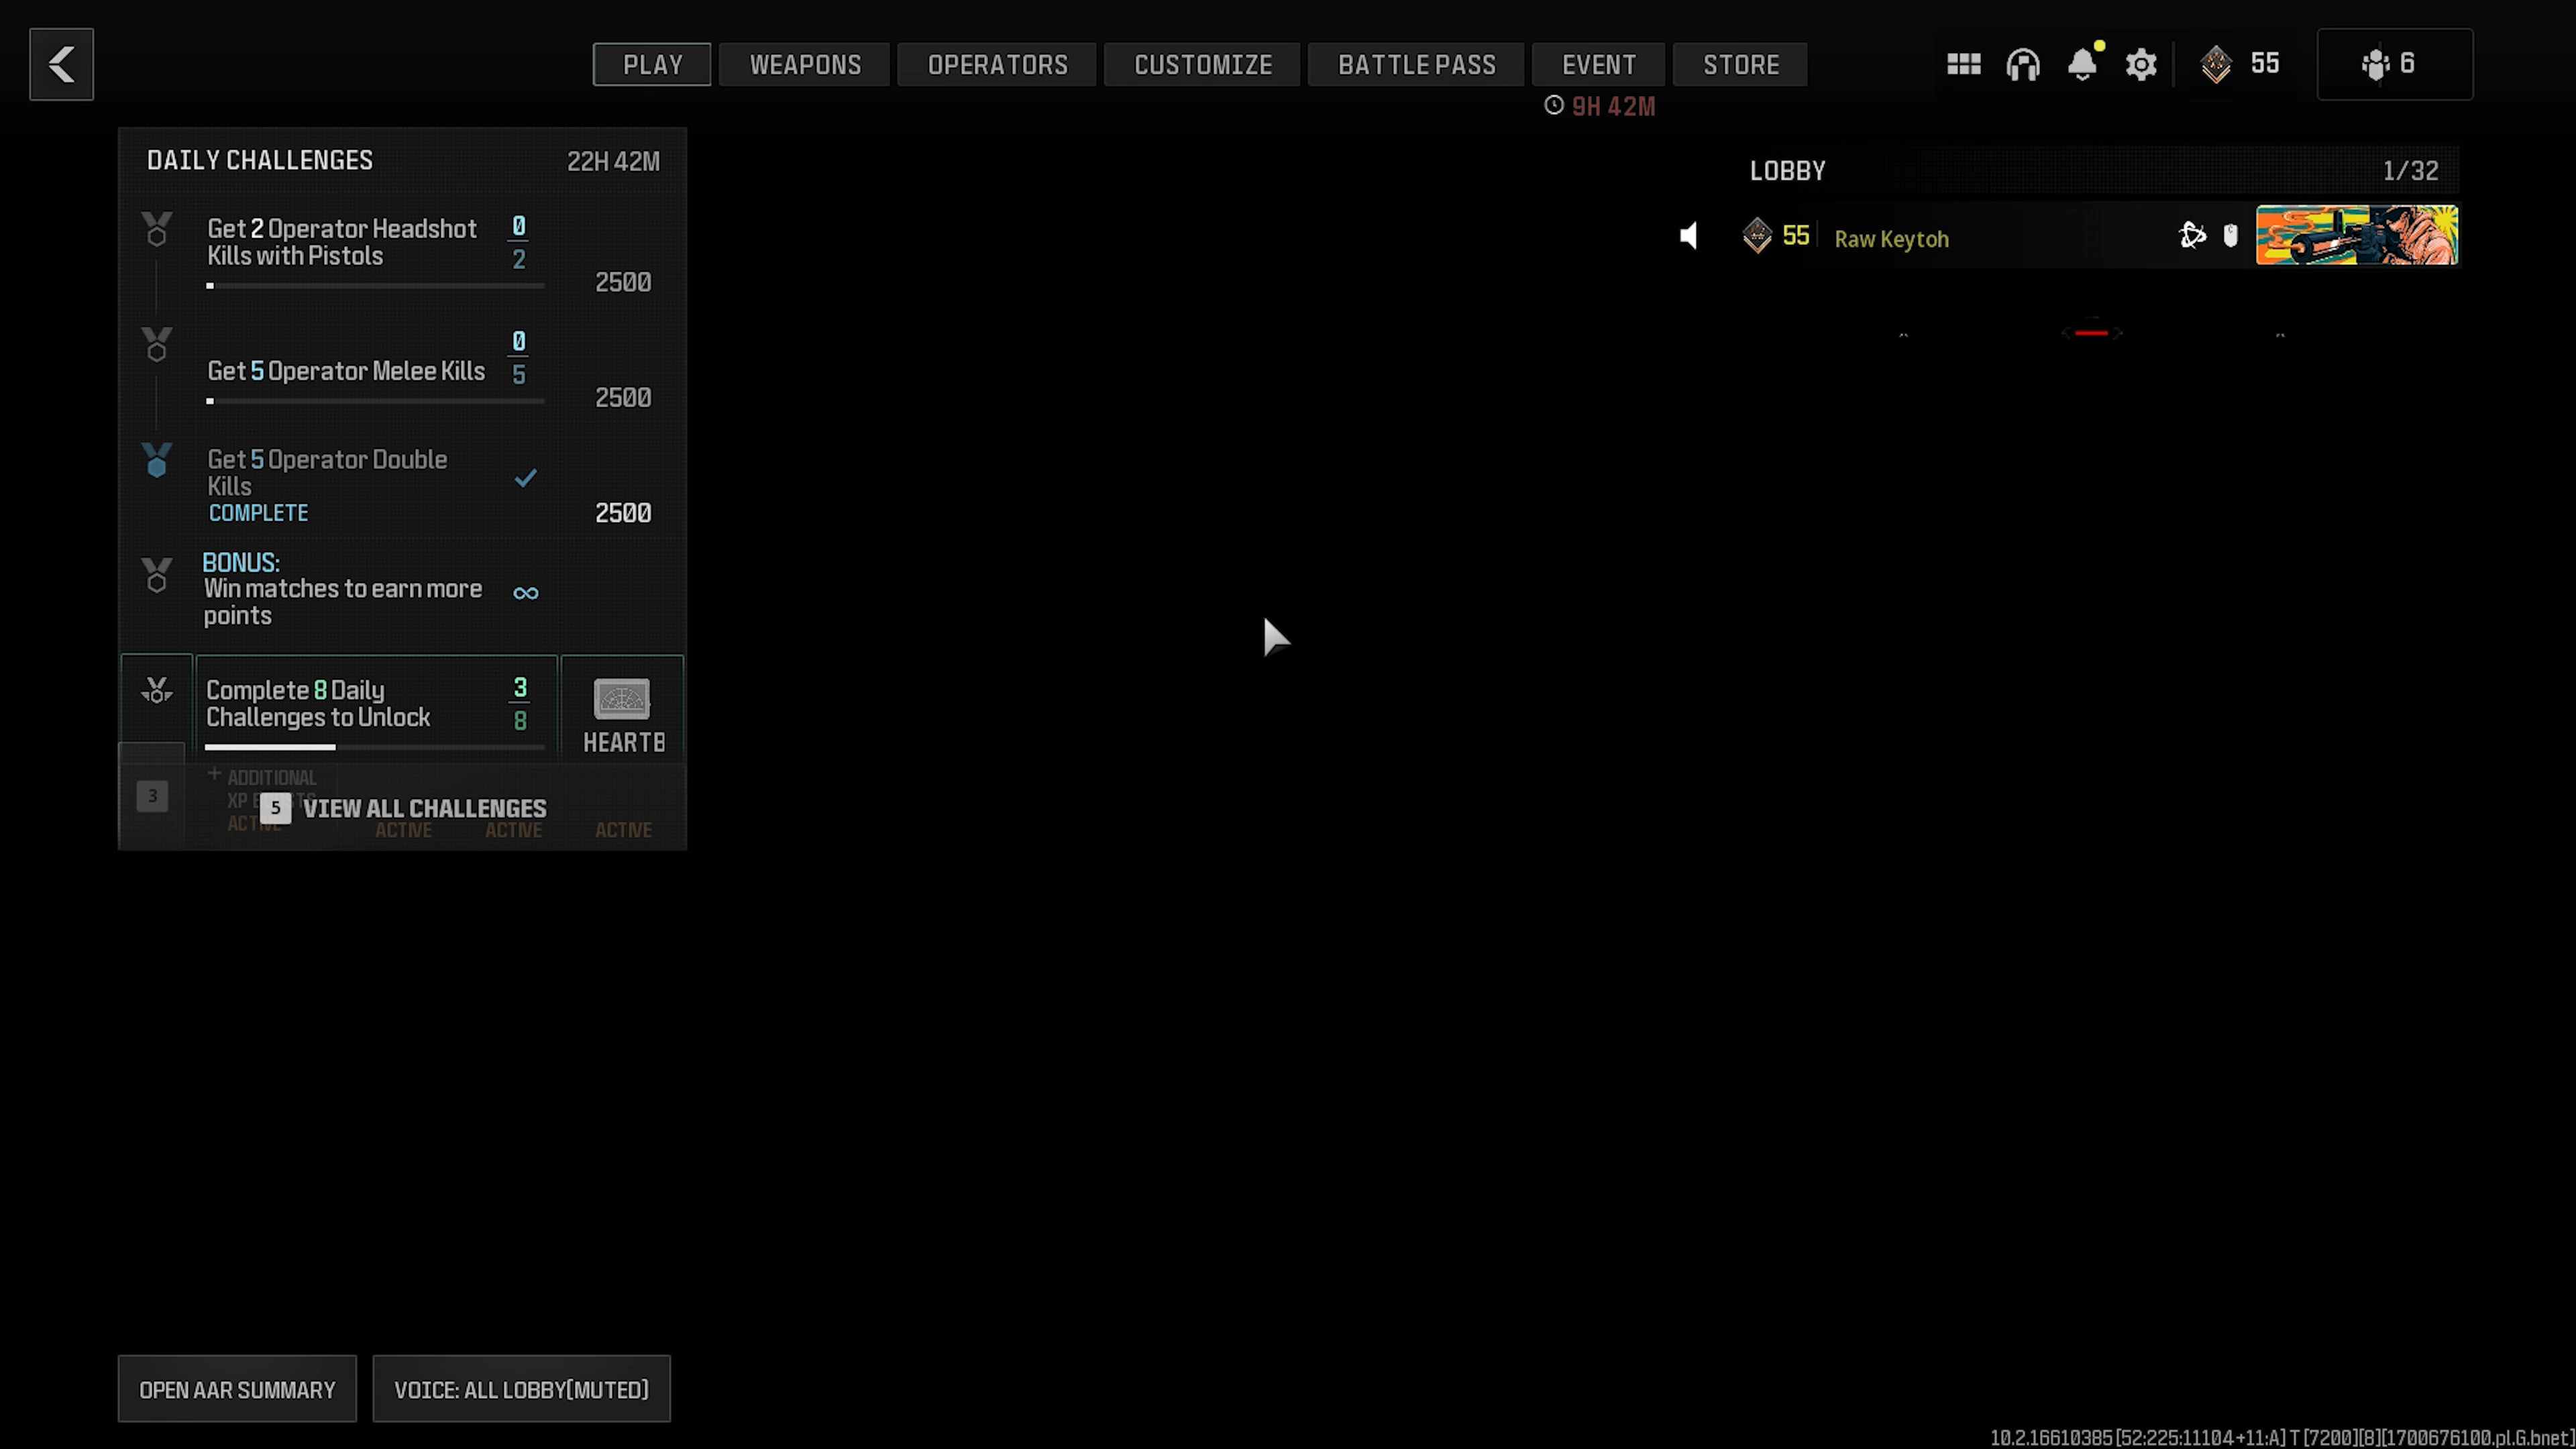 PLAY
WEAPONS
OPERATORS
CUSTOMIZE
BATTLE PASS
EVENT
STORE
55
6
9H 42M
DAILY CHALLENGES
22H 42M
Get 2 Operator Headshot
Kills with Pistols
0
2
2500
Get 5 Operator Melee Kills
0
5
2500
Get 5 Operator Double
Kills
COMPLETE
2500
BONUS:
Win matches to earn more
points
∞
Complete 8 Daily
Challenges to Unlock
3
8
HEARTB
3
+ ADDITIONAL
XP
5 VIEW ALL CHALLENGES
ACTIVE
ACTIVE
ACTIVE
ACTIVE
LOBBY
1/32
55
Raw Keytoh
OPEN AAR SUMMARY
VOICE: ALL LOBBY[MUTED]
10.2.16610385[52:225:11104+11:A] T [7200][B][1700676100.pl.G.bnet]